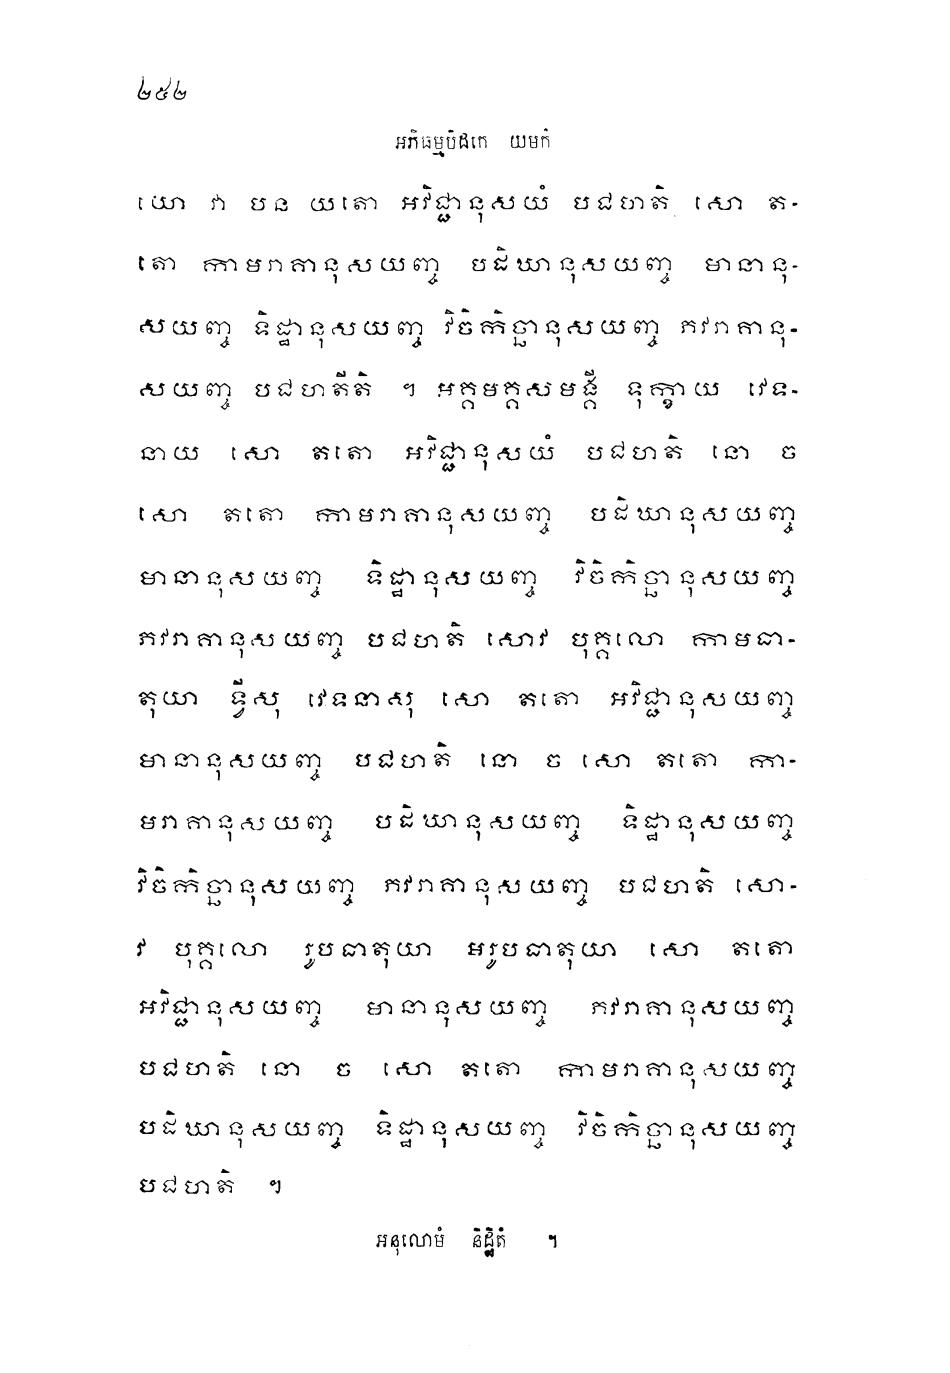 ២៥២
អភិធម្មបិដកេ យមកំ
យោ វា បន យតោ អវិជ្ជានុសយំ បជហតិ សោ ត-
តោ កាមរាគានុសយញ្ច បដិឃានុសយញ្ច មានានុ-
សយញ្ច ទិដ្ឋានុសយញ្ច វិចិកិច្ឆានុសយញ្ច ភវរាគានុ-
សយញ្ច បជហតីតិ ។ អគ្គមគ្គសមង្គី ទុក្ខាយ វេទ-
នាយ សោ តតោ អវិជ្ជានុសយំ បជហតិ នោ ច
សោ តតោ កាមរាគានុសយញ្ច បដិឃានុសយញ្ច
មានានុសយញ្ច ទិដ្ឋានុសយញ្ច វិចិកិច្ឆានុសយញ្ច
ភវរាគានុសយញ្ច បជហតិ សោវ បុគ្គលោ កាមធា-
តុយា ទ្វីសុ វេទនាសុ សោ តតោ អវិជ្ជានុសយញ្ច
មានានុសយញ្ច បជហតិ នោ ច សោ តតោ កា-
មរាគានុសយញ្ច បដិឃានុសយញ្ច ទិដ្ឋានុសយញ្ច
វិចិកិច្ឆានុសយញ្ច ភវរាគានុសយញ្ច បជហតិ សោ-
វ បុគ្គលោ រូបធាតុយា អរូបធាតុយា សោ តតោ
អវិជ្ជានុសយញ្ច មានានុសយញ្ច ភវរាគានុសយញ្ច
បជហតិ នោ ច សោ តតោ កាមរាគានុសយញ្ច
បដិឃានុសយញ្ច ទិដ្ឋានុសយញ្ច វិចិកិច្ឆានុសយញ្ច
បជហតិ ។
អនុលោមំ និដ្ឋិតំ ។